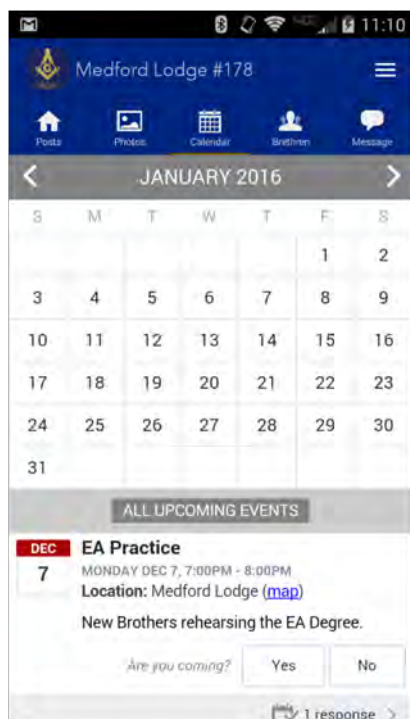 11:10
Medford Lodge #178
Posts Photos Calendar Brethren Message
JANUARY 2016
S M T W T F S
1 2
3 4 5 6 7 8 9
10 11 12 13 14 15 16
17 18 19 20 21 22 23
24 25 26 27 28 29 30
31
ALL UPCOMING EVENTS
DEC EA Practice
7 MONDAY DEC 7, 7:00PM - 8:00PM
Location: Medford Lodge (map)
New Brothers rehearsing the EA Degree.
Are you coming? Yes No
1 response